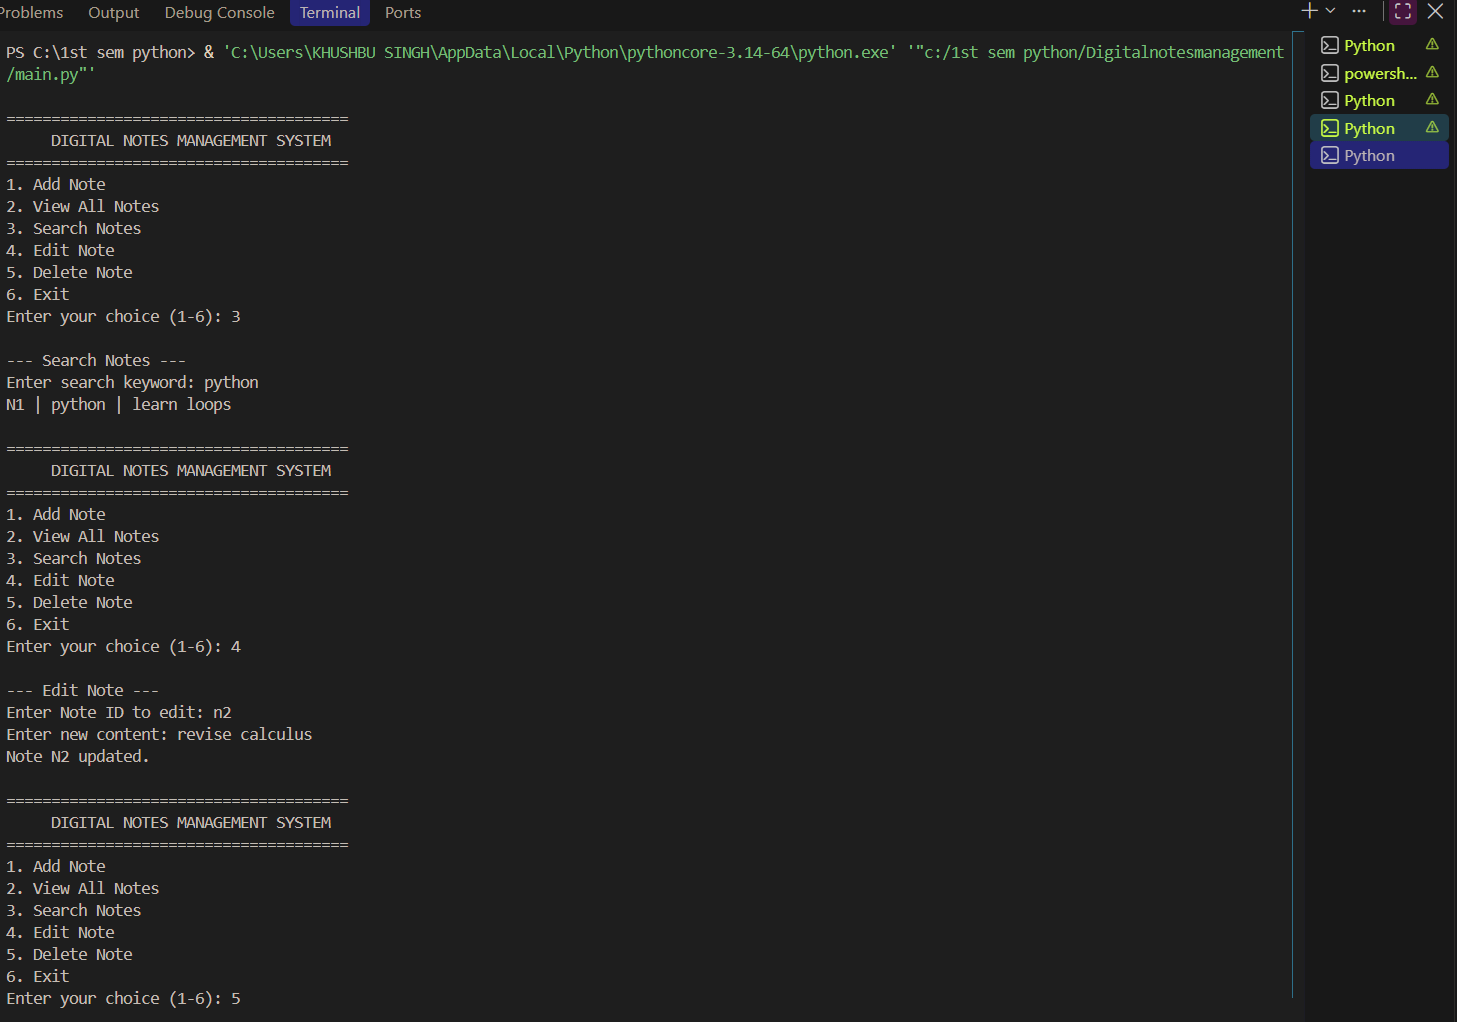 Problems Output Debug Console Terminal Ports
PS C:\1st sem python> & 'C:\Users\KHUSHBU SINGH\AppData\Local\Python\pythoncore-3.14-64\python.exe' '"c:/1st sem python/Digitalnotesmanagement
/main.py"'
======================================
     DIGITAL NOTES MANAGEMENT SYSTEM
======================================
1. Add Note
2. View All Notes
3. Search Notes
4. Edit Note
5. Delete Note
6. Exit
Enter your choice (1-6): 3
--- Search Notes ---
Enter search keyword: python
N1 | python | learn loops
======================================
     DIGITAL NOTES MANAGEMENT SYSTEM
======================================
1. Add Note
2. View All Notes
3. Search Notes
4. Edit Note
5. Delete Note
6. Exit
Enter your choice (1-6): 4
--- Edit Note ---
Enter Note ID to edit: n2
Enter new content: revise calculus
Note N2 updated.
======================================
     DIGITAL NOTES MANAGEMENT SYSTEM
======================================
1. Add Note
2. View All Notes
3. Search Notes
4. Edit Note
5. Delete Note
6. Exit
Enter your choice (1-6): 5
Python
powersh...
Python
Python
Python